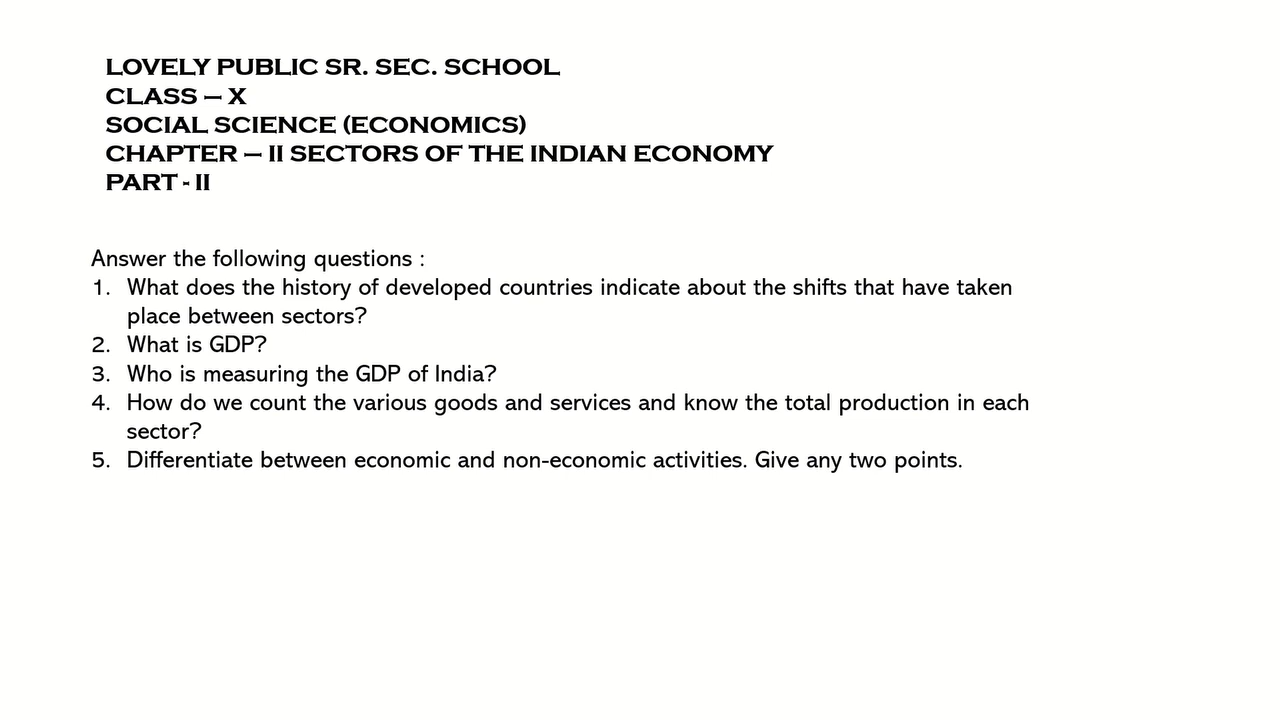 LOVELY PUBLIC SR. SEC. SCHOOL
CLASS – X
SOCIAL SCIENCE (ECONOMICS)
CHAPTER – II SECTORS OF THE INDIAN ECONOMY
PART - II
Answer the following questions :
1. What does the history of developed countries indicate about the shifts that have taken
place between sectors?
2. What is GDP?
3. Who is measuring the GDP of India?
4. How do we count the various goods and services and know the total production in each
sector?
5. Differentiate between economic and non-economic activities. Give any two points.